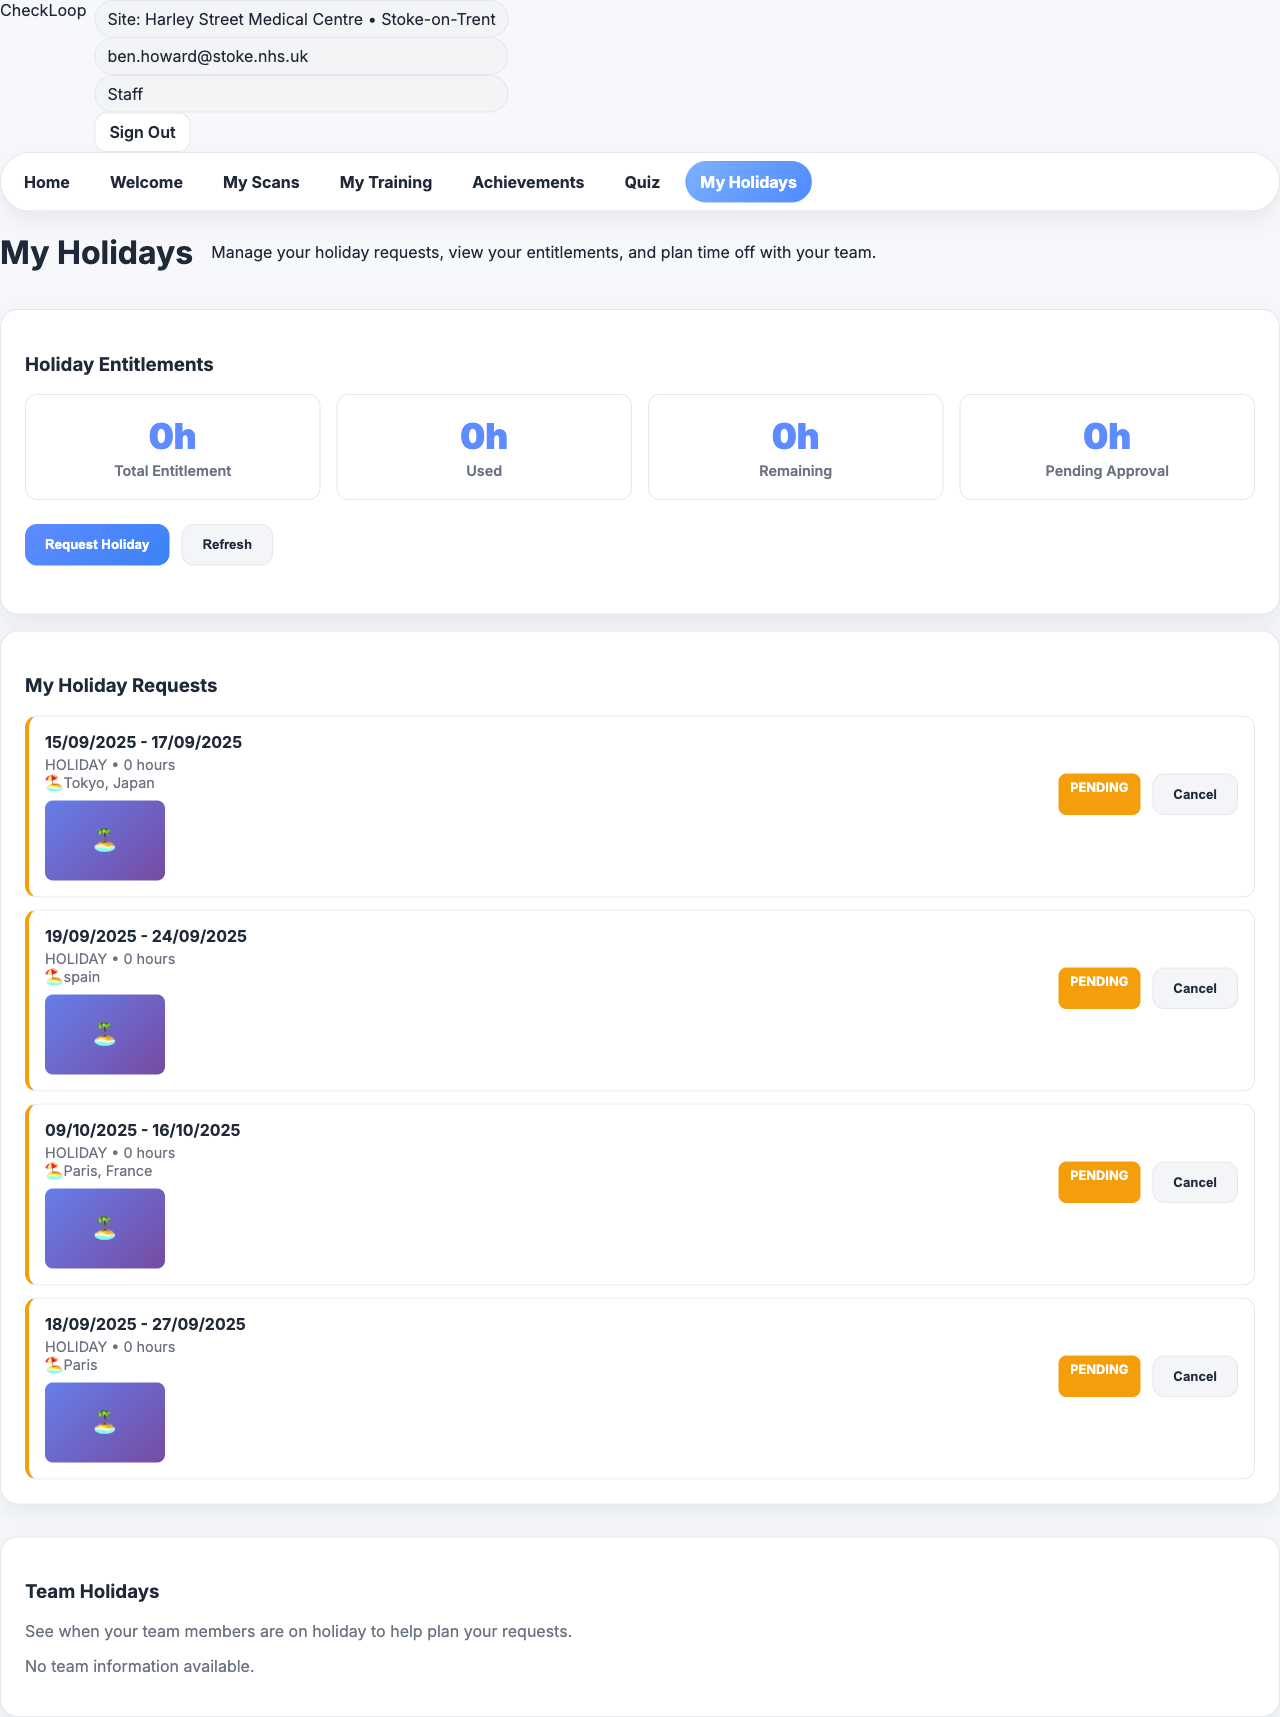 CheckLoop
Site: Harley Street Medical Centre • Stoke-on-Trent
ben.howard@stoke.nhs.uk
Staff
Sign Out
Home Welcome My Scans My Training Achievements Quiz My Holidays
My Holidays Manage your holiday requests, view your entitlements, and plan time off with your team.
Holiday Entitlements
0h 0h 0h 0h
Total Entitlement Used Remaining Pending Approval
Request Holiday Refresh
My Holiday Requests
15/09/2025 - 17/09/2025
HOLIDAY • 0 hours
Tokyo, Japan
PENDING Cancel
19/09/2025 - 24/09/2025
HOLIDAY • 0 hours
spain
PENDING Cancel
09/10/2025 - 16/10/2025
HOLIDAY • 0 hours
Paris, France
PENDING Cancel
18/09/2025 - 27/09/2025
HOLIDAY • 0 hours
Paris
PENDING Cancel
Team Holidays
See when your team members are on holiday to help plan your requests.
No team information available.